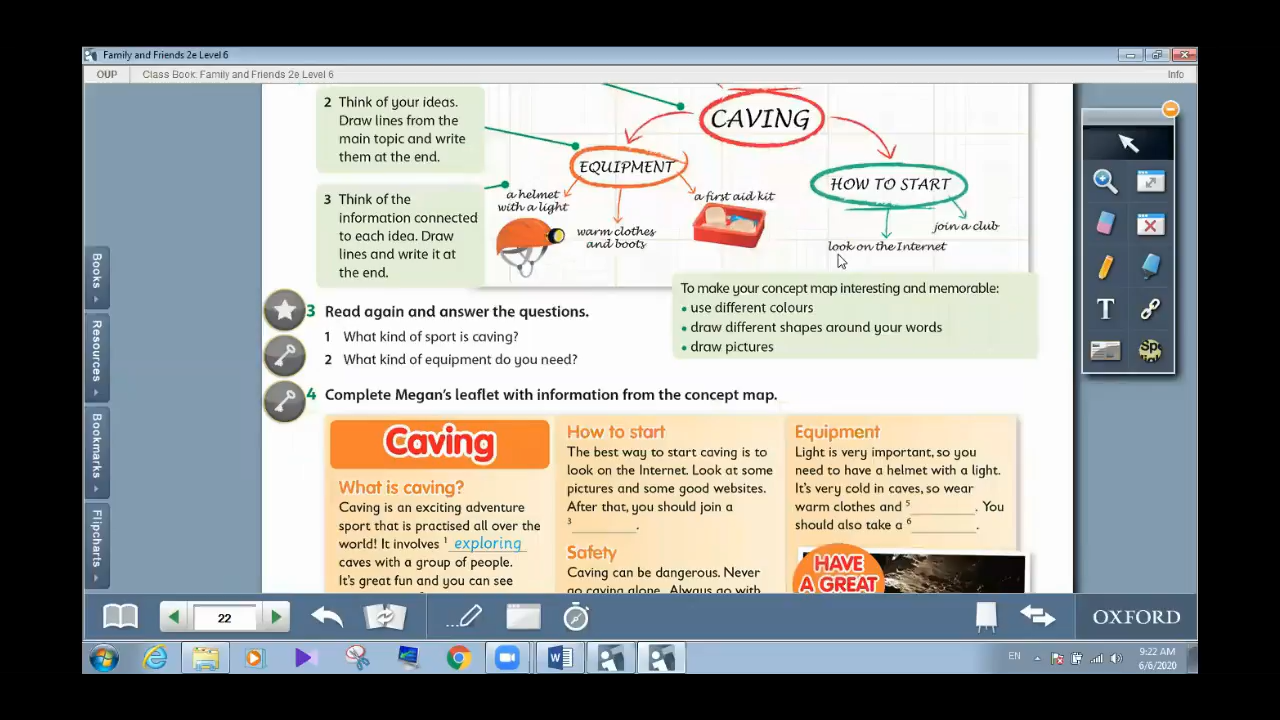 Family and Friends 2e Level 6
OUP
Class Book: Family and Friends 2e Level 6
Info
2 Think of your ideas.
Draw lines from the
main topic and write
them at the end.
3 Think of the
information connected
to each idea. Draw
lines and write it at
the end.
CAVING
EQUIPMENT
HOW TO START
a helmet
with a light
warm clothes
and boots
a first aid kit
look on the Internet
join a club
To make your concept map interesting and memorable:
• use different colours
• draw different shapes around your words
• draw pictures
3 Read again and answer the questions.
1 What kind of sport is caving?
2 What kind of equipment do you need?
4 Complete Megan's leaflet with information from the concept map.
Caving
What is caving?
Caving is an exciting adventure
sport that is practised all over the
world! It involves 1 exploring
caves with a group of people.
It's great fun and you can see
How to start
The best way to start caving is to
look on the Internet. Look at some
pictures and some good websites.
After that, you should join a
3 ________.
Safety
Caving can be dangerous. Never
go caving alone. Always go with
Equipment
Light is very important, so you
need to have a helmet with a light.
It's very cold in caves, so wear
warm clothes and 5 ________. You
should also take a 6 ________.
HAVE
A GREAT
Books
Resources
Bookmarks
Flipcharts
T
22
OXFORD
EN
9:22 AM
6/6/2020